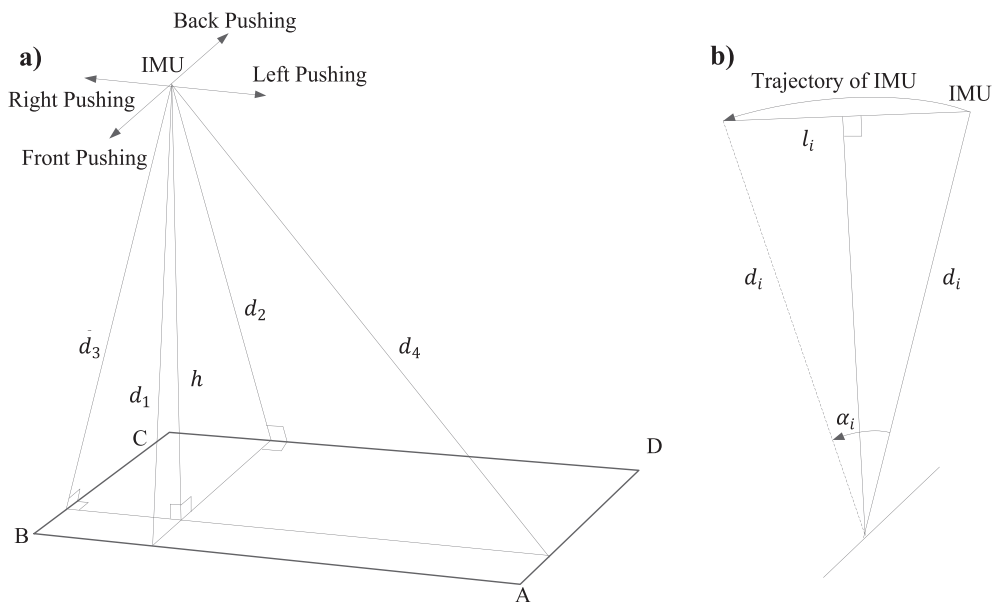 a)
Back Pushing
IMU
Left Pushing
Right Pushing
Front Pushing
d₃
d₂
d₁
h
d₄
C
D
B
A
b)
Trajectory of IMU
IMU
lᵢ
dᵢ
dᵢ
αᵢ